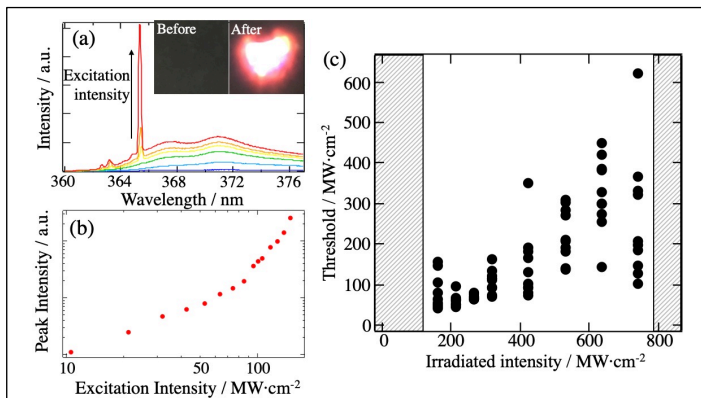 (a)
Before
After
Excitation
intensity
Intensity / a.u.
360
364
368
372
376
Wavelength / nm
(b)
Peak Intensity / a.u.
10
50
100
Excitation Intensity / MW·cm-2
(c)
Threshold / MW·cm-2
600
500
400
300
200
100
0
0
200
400
600
800
Irradiated intensity / MW·cm-2